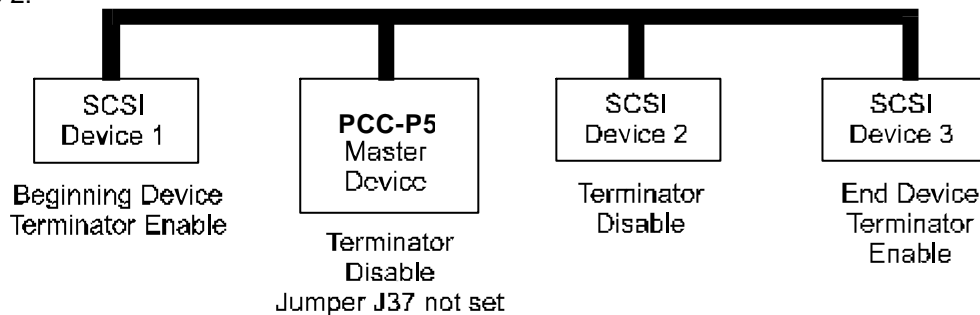 SCSI
Device 1
Beginning Device
Terminator Enable
PCC-P5
Master
Device
Terminator
Disable
Jumper J37 not set
SCSI
Device 2
Terminator
Disable
SCSI
Device 3
End Device
Terminator
Enable